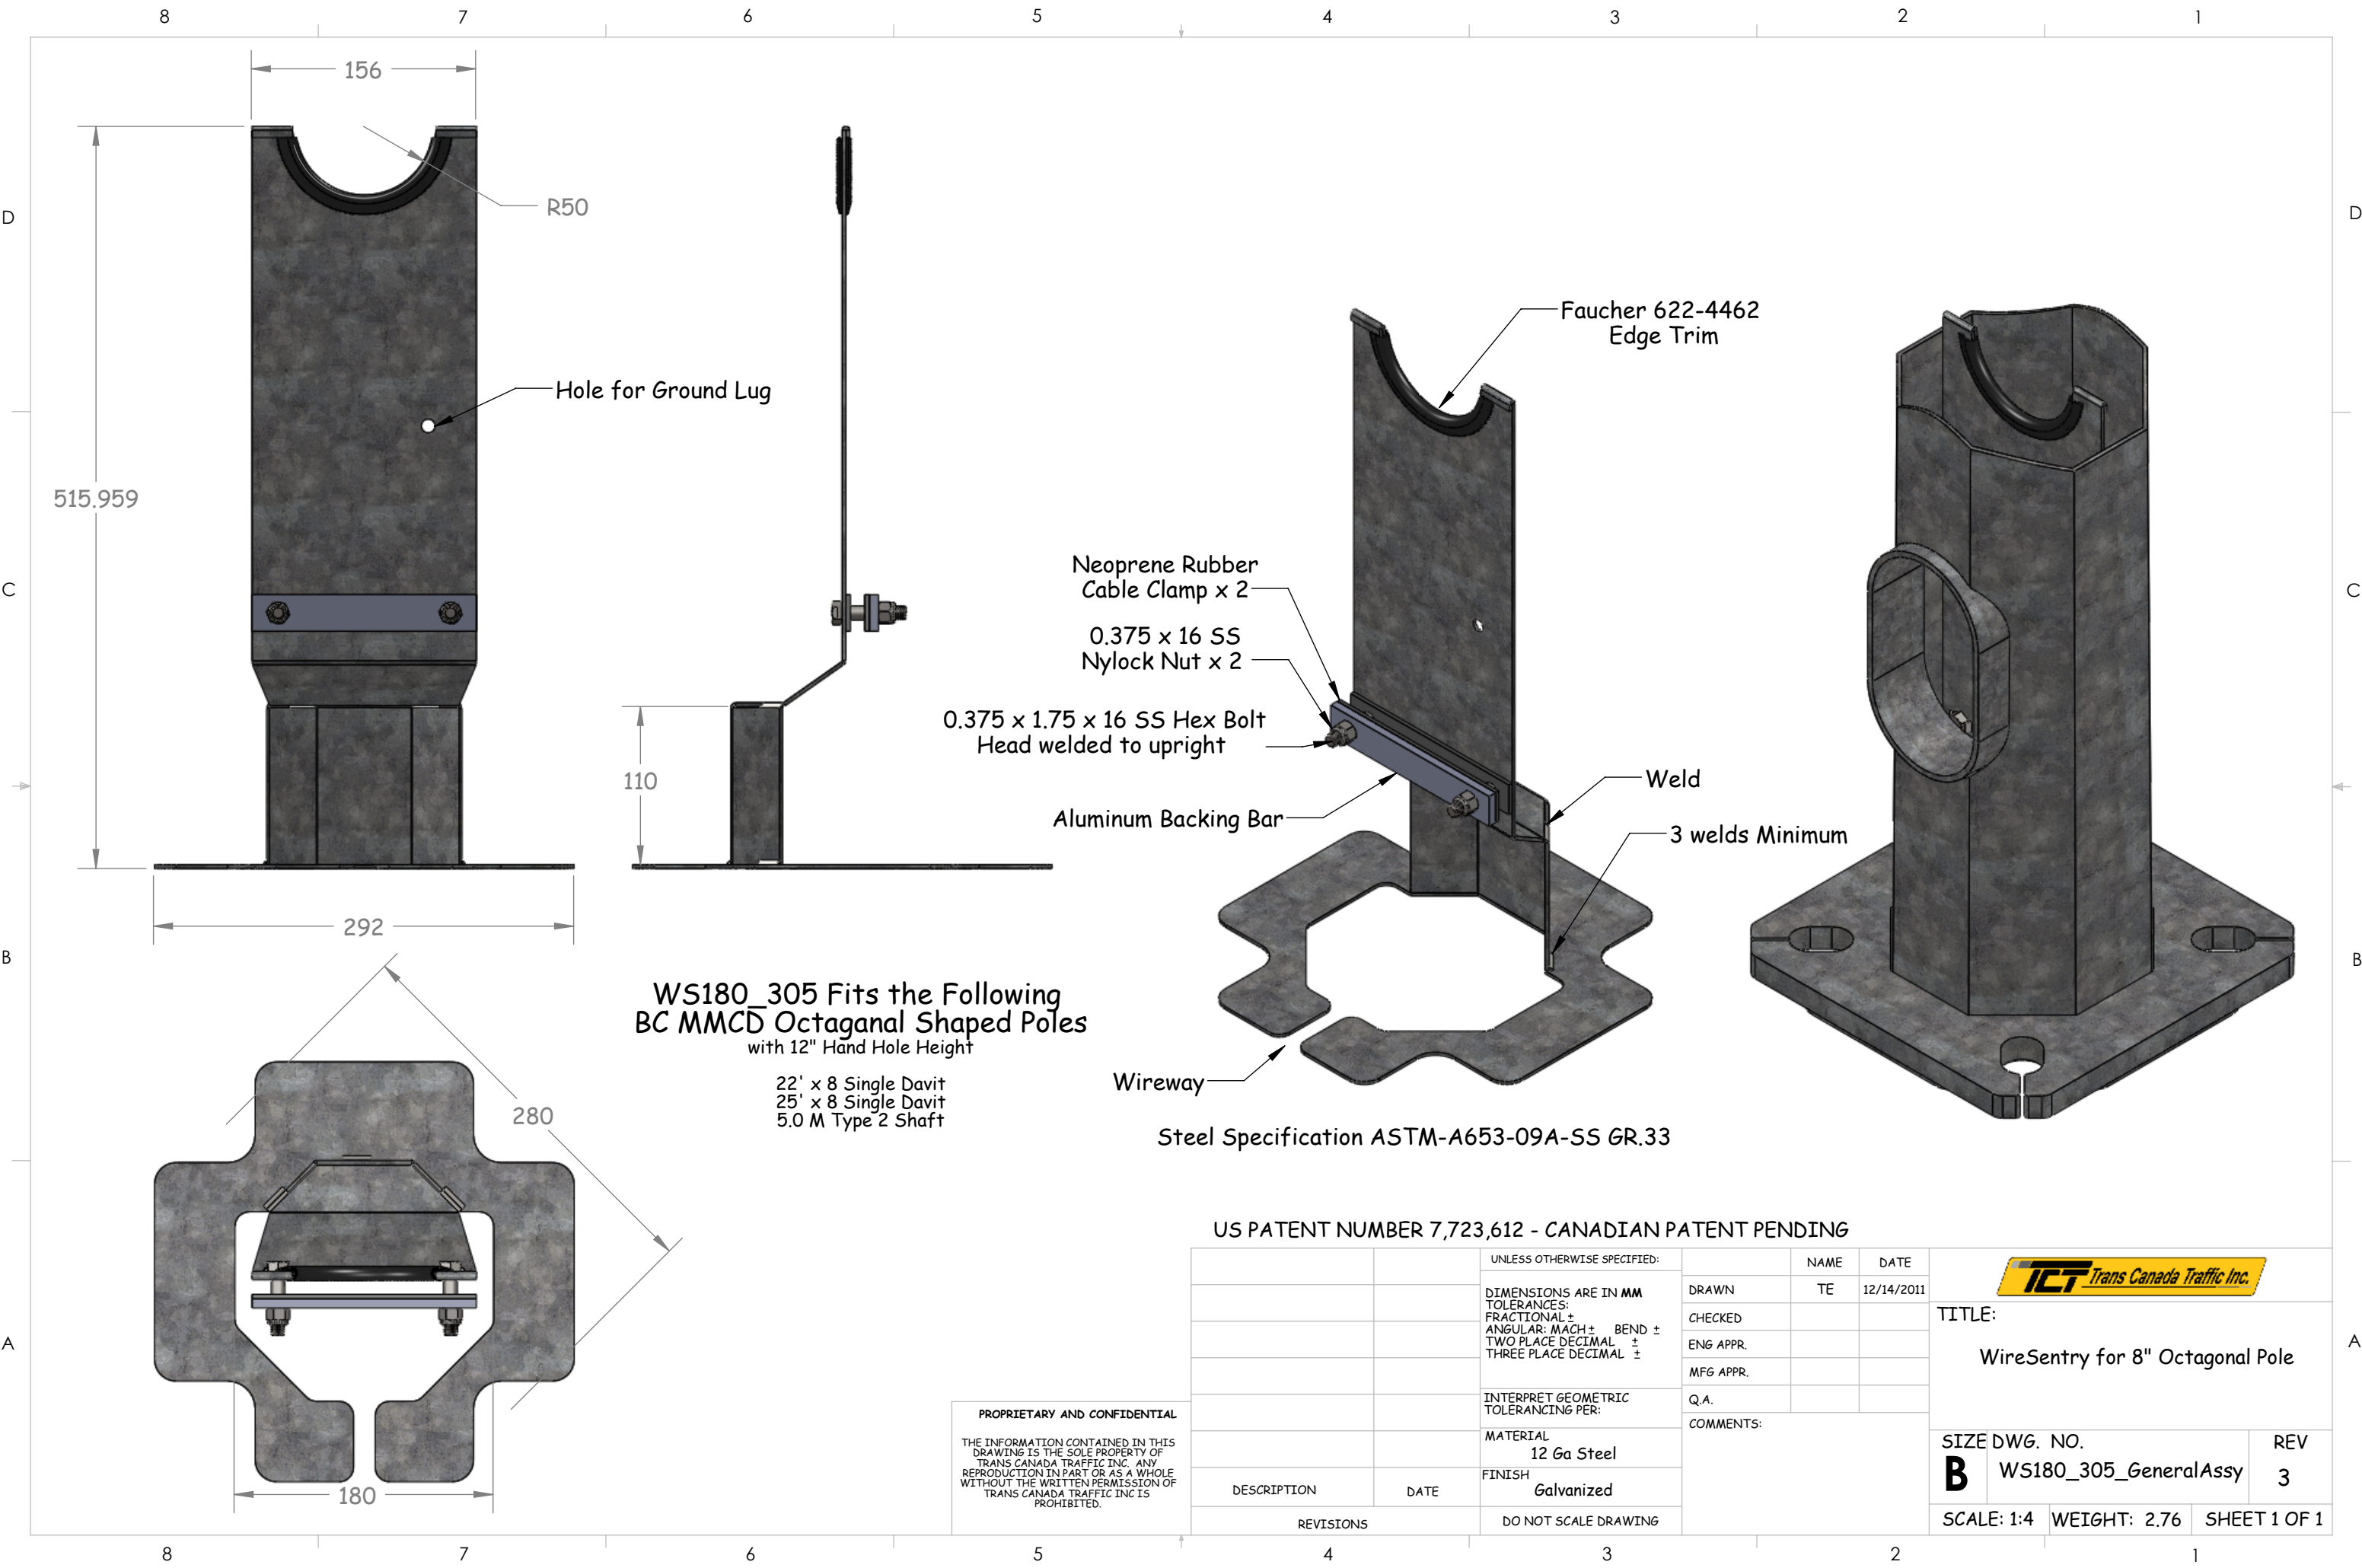 8 7 6 5 4 3 2 1
D
C
B
A
D
C
B
A
8 7 6 5 4 3 2 1
156
R50
515.959
Hole for Ground Lug
292
110
280
180
Faucher 622-4462
Edge Trim
Neoprene Rubber
Cable Clamp x 2
0.375 x 16 SS
Nylock Nut x 2
0.375 x 1.75 x 16 SS Hex Bolt
Head welded to upright
Aluminum Backing Bar
Weld
3 welds Minimum
Wireway
WS180_305 Fits the Following
BC MMCD Octaganal Shaped Poles
with 12" Hand Hole Height
22' x 8 Single Davit
25' x 8 Single Davit
5.0 M Type 2 Shaft
Steel Specification ASTM-A653-09A-SS GR.33
US PATENT NUMBER 7,723,612 - CANADIAN PATENT PENDING
PROPRIETARY AND CONFIDENTIAL
THE INFORMATION CONTAINED IN THIS
DRAWING IS THE SOLE PROPERTY OF
TRANS CANADA TRAFFIC INC. ANY
REPRODUCTION IN PART OR AS A WHOLE
WITHOUT THE WRITTEN PERMISSION OF
TRANS CANADA TRAFFIC INC IS
PROHIBITED.
DESCRIPTION DATE
REVISIONS
UNLESS OTHERWISE SPECIFIED:
DIMENSIONS ARE IN MM
TOLERANCES:
FRACTIONAL ±
ANGULAR: MACH ± BEND ±
TWO PLACE DECIMAL ±
THREE PLACE DECIMAL ±
INTERPRET GEOMETRIC
TOLERANCING PER:
MATERIAL
12 Ga Steel
FINISH
Galvanized
DO NOT SCALE DRAWING
NAME DATE
DRAWN TE 12/14/2011
CHECKED
ENG APPR.
MFG APPR.
Q.A.
COMMENTS:
TCT Trans Canada Traffic Inc.
TITLE:
WireSentry for 8" Octagonal Pole
SIZE DWG. NO. REV
B WS180_305_GeneralAssy 3
SCALE: 1:4 WEIGHT: 2.76 SHEET 1 OF 1